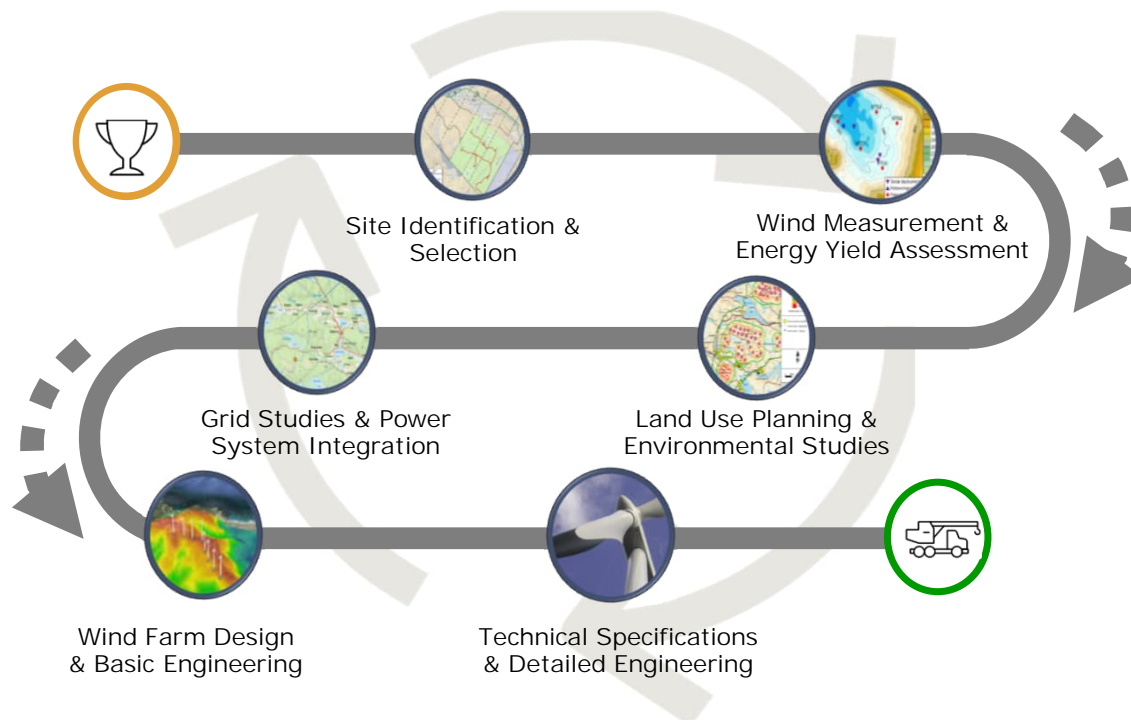 Site Identification &
Selection
Wind Measurement &
Energy Yield Assessment
Grid Studies & Power
System Integration
Land Use Planning &
Environmental Studies
Wind Farm Design
& Basic Engineering
Technical Specifications
& Detailed Engineering